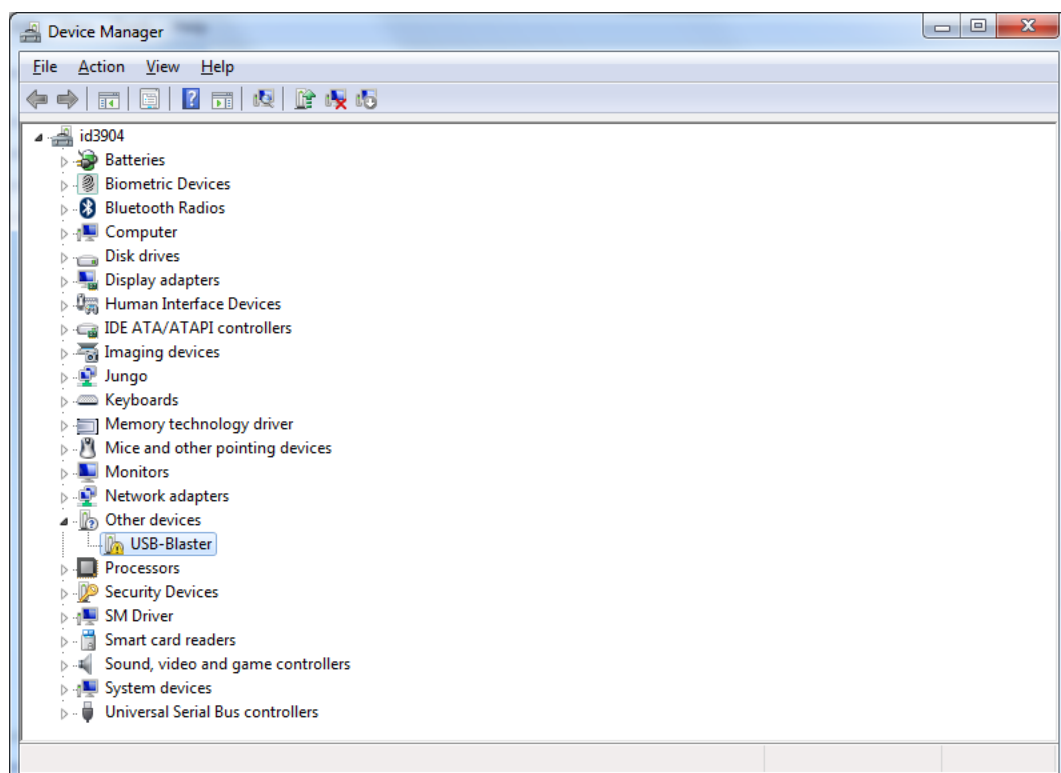 Device Manager
File Action View Help
id3904
Batteries
Biometric Devices
Bluetooth Radios
Computer
Disk drives
Display adapters
Human Interface Devices
IDE ATA/ATAPI controllers
Imaging devices
Jungo
Keyboards
Memory technology driver
Mice and other pointing devices
Monitors
Network adapters
Other devices
USB-Blaster
Processors
Security Devices
SM Driver
Smart card readers
Sound, video and game controllers
System devices
Universal Serial Bus controllers